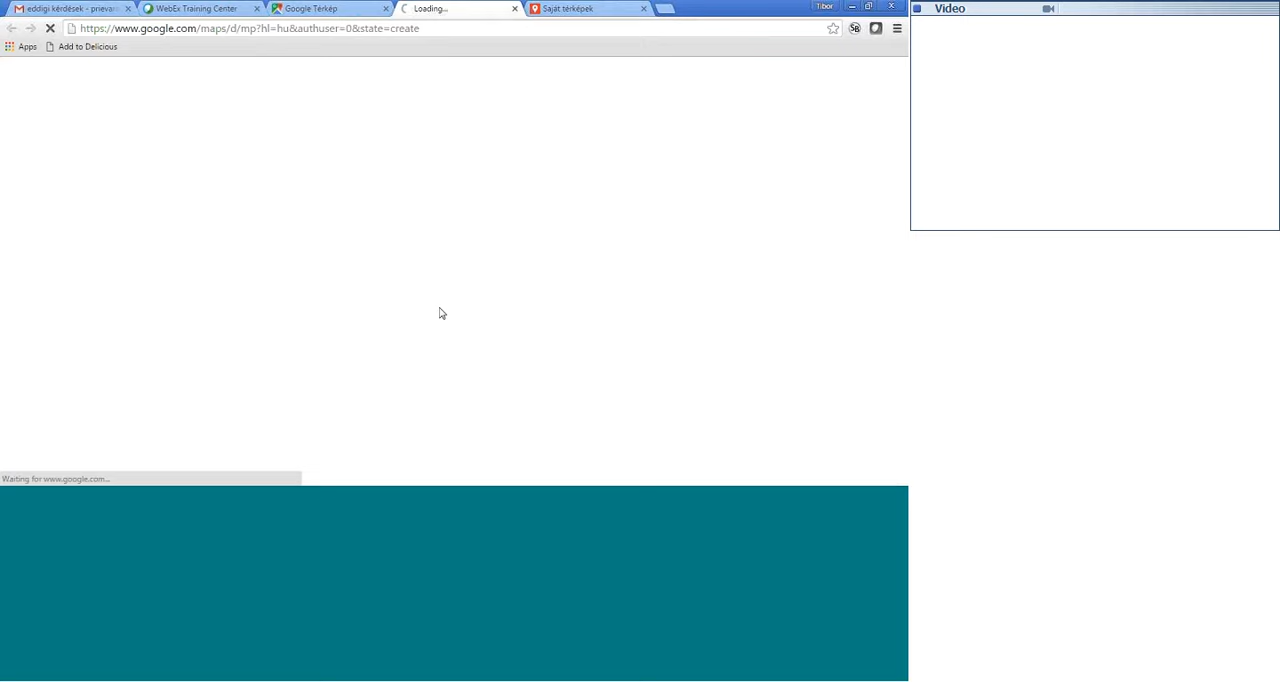 eddigi kérdések - prievar
WebEx Training Center
Google Térkép
Loading...
Saját térképek
Tibor
Video
https://www.google.com/maps/d/mp?hl=hu&authuser=0&state=create
Apps
Add to Delicious
Waiting for www.google.com...